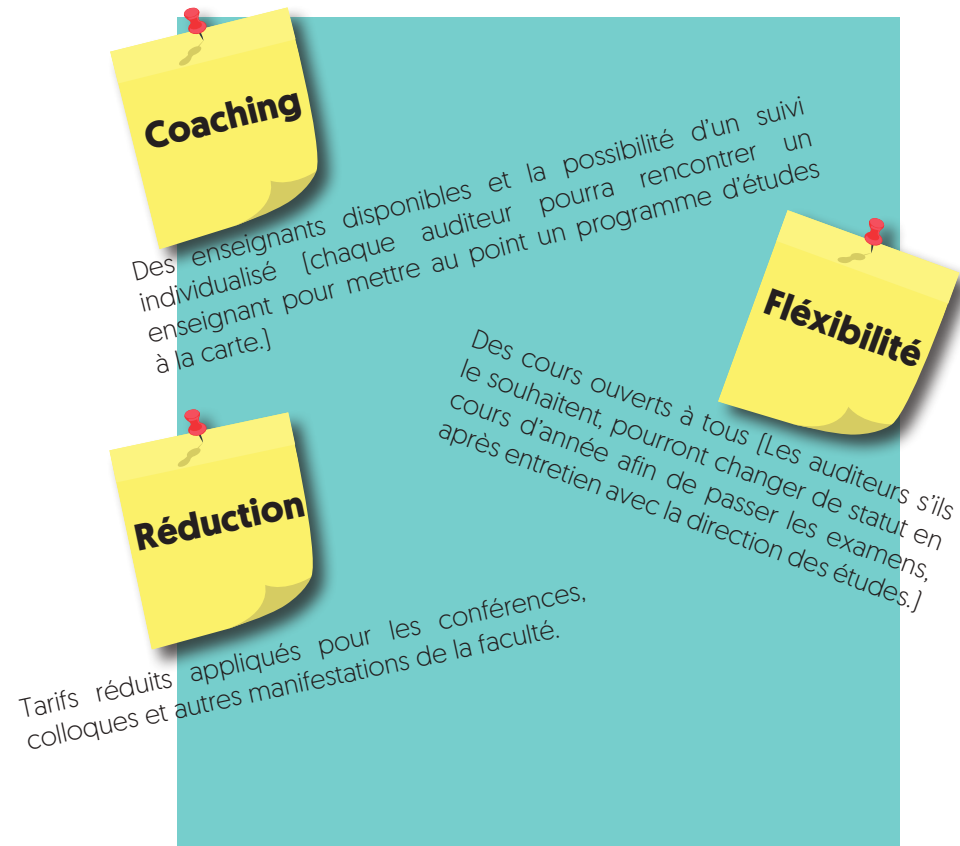 Coaching
Des enseignants disponibles et la possibilité d'un suivi
individualisé (chaque auditeur pourra rencontrer un
enseignant pour mettre au point un programme d'études
à la carte.)
Fléxibilité
Des cours ouverts à tous (Les auditeurs s'ils
le souhaitent, pourront changer de statut en
cours d'année afin de passer les examens,
après entretien avec la direction des études.)
Réduction
Tarifs réduits appliqués pour les conférences,
colloques et autres manifestations de la faculté.